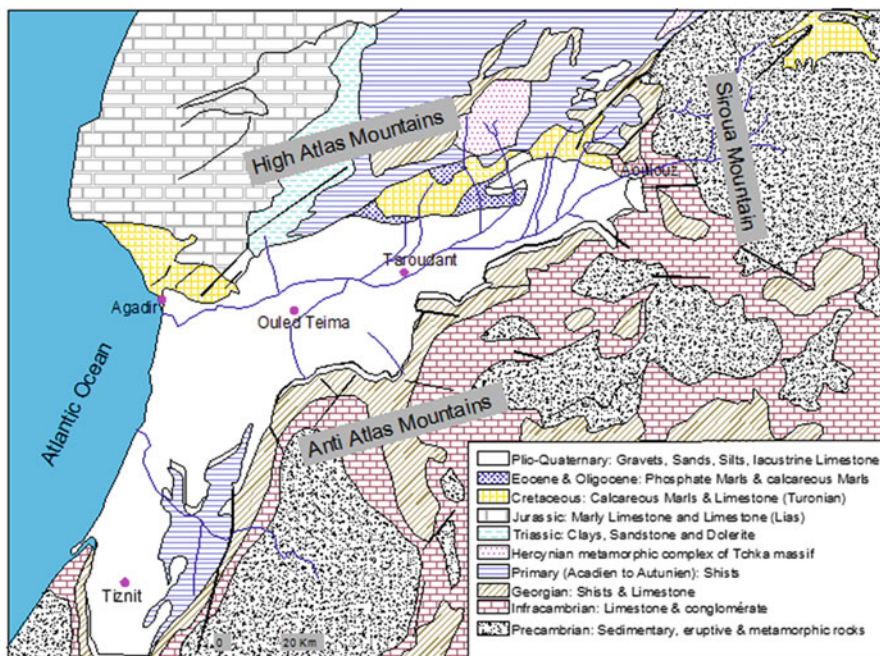 High Atlas Mountains
Siroua Mountain
Aoulouz
Taroudant
Agadir
Ouled Teima
Atlantic Ocean
Anti Atlas Mountains
Tiznit
0 20 Km
Plio-Quaternary: Gravets, Sands, Silts, lacustrine Limestone
Eocene & Oligocene: Phosphate Marls & calcareous Marls
Cretaceous: Calcareous Marls & Limestone (Turonian)
Jurassic: Marly Limestone and Limestone (Lias)
Triassic: Clays, Sandstone and Dolerite
Hercynian metamorphic complex of Tchka massif
Primary (Acadien to Autunien): Shists
Georgian: Shists & Limestone
Infracambrian: Limestone & conglomérate
Precambrian: Sedimentary, eruptive & metamorphic rocks